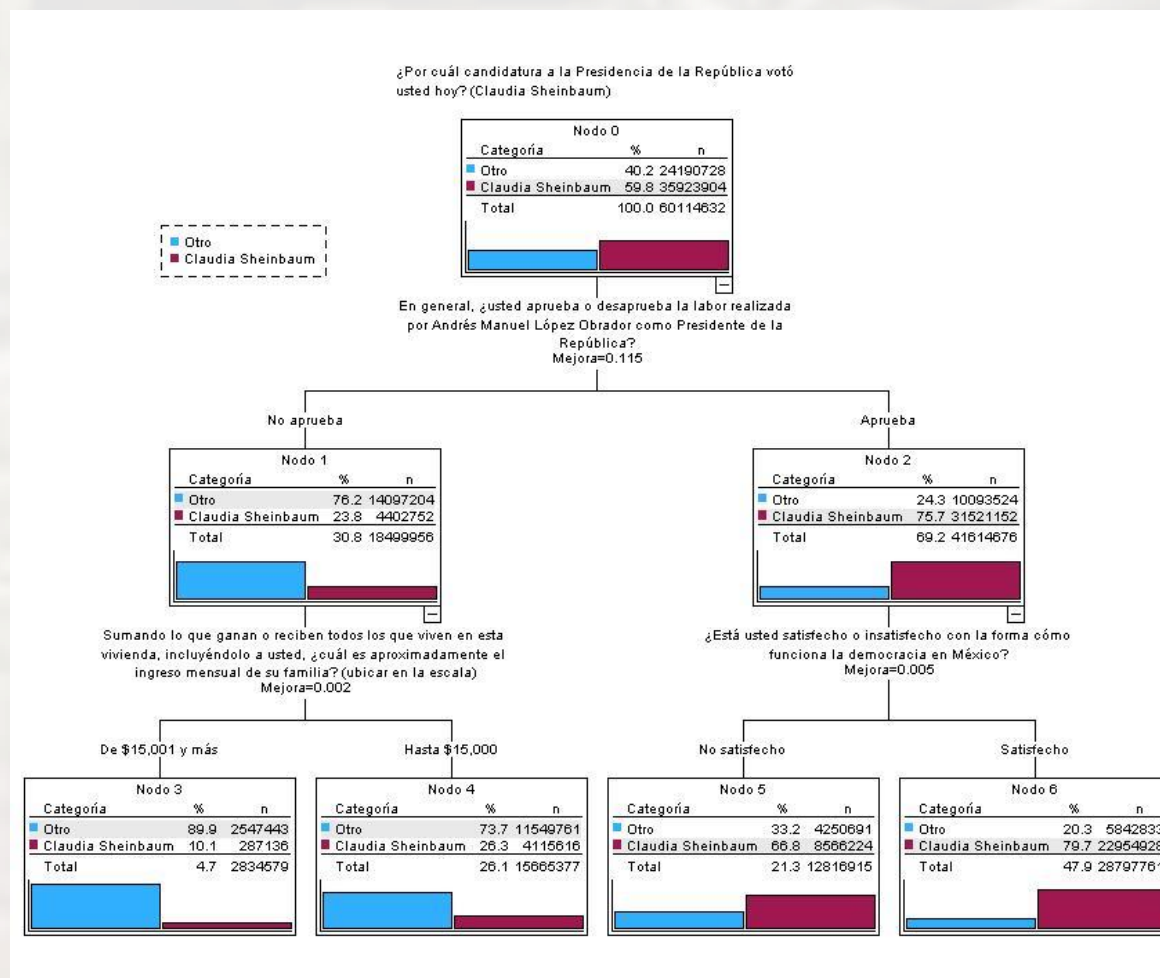 ¿Por cuál candidatura a la Presidencia de la República votó
usted hoy? (Claudia Sheinbaum)
Nodo 0
Categoría % n
Otro 40.2 24190728
Claudia Sheinbaum 59.8 35923904
Total 100.0 60114632
Otro
Claudia Sheinbaum
En general, ¿usted aprueba o desaprueba la labor realizada
por Andrés Manuel López Obrador como Presidente de la
República?
Mejora=0.115
No aprueba
Aprueba
Nodo 1
Categoría % n
Otro 76.2 14097204
Claudia Sheinbaum 23.8 4402752
Total 30.8 18499956
Nodo 2
Categoría % n
Otro 24.3 10093524
Claudia Sheinbaum 75.7 31521152
Total 69.2 41614676
Sumando lo que ganan o reciben todos los que viven en esta
vivienda, incluyéndolo a usted, ¿cuál es aproximadamente el
ingreso mensual de su familia? (ubicar en la escala)
Mejora=0.002
¿Está usted satisfecho o insatisfecho con la forma cómo
funciona la democracia en México?
Mejora=0.005
De $15,001 y más
Hasta $15,000
No satisfecho
Satisfecho
Nodo 3
Categoría % n
Otro 89.9 2547443
Claudia Sheinbaum 10.1 287136
Total 4.7 2834579
Nodo 4
Categoría % n
Otro 73.7 11549761
Claudia Sheinbaum 26.3 4115616
Total 26.1 15665377
Nodo 5
Categoría % n
Otro 33.2 4250691
Claudia Sheinbaum 66.8 8566224
Total 21.3 12816915
Nodo 6
Categoría % n
Otro 20.3 5842833
Claudia Sheinbaum 79.7 22954928
Total 47.9 28797761